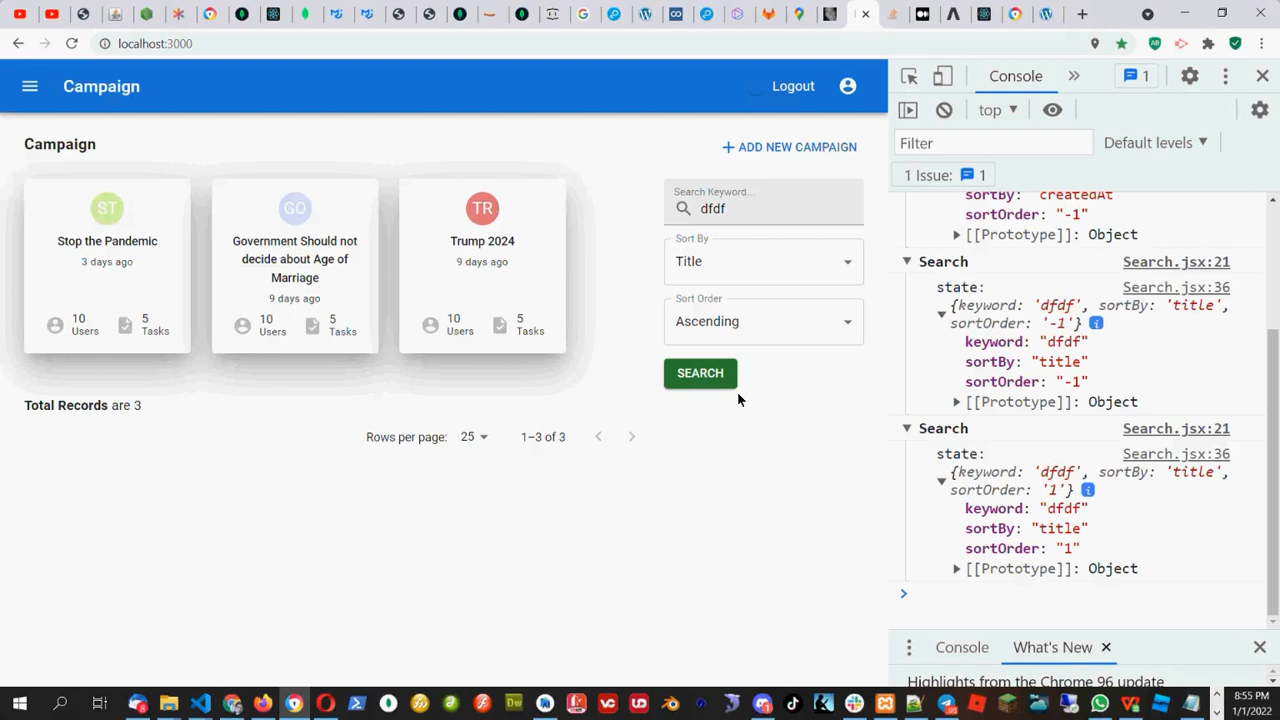 localhost:3000
Campaign
Logout
Campaign
+ ADD NEW CAMPAIGN
ST
Stop the Pandemic
3 days ago
10
Users
5
Tasks
GO
Government Should not
decide about Age of
Marriage
9 days ago
10
Users
5
Tasks
TR
Trump 2024
9 days ago
10
Users
5
Tasks
Search Keyword...
dfdf
Sort By
Title
Sort Order
Ascending
SEARCH
Total Records are 3
Rows per page: 25
1–3 of 3
Console
1
top
Filter
Default levels
1 Issue: 1
sortBy: "createdAt"
sortOrder: "-1"
[[Prototype]]: Object
Search Search.jsx:21
state: Search.jsx:36
{keyword: 'dfdf', sortBy: 'title',
sortOrder: '-1'}
keyword: "dfdf"
sortBy: "title"
sortOrder: "-1"
[[Prototype]]: Object
Search Search.jsx:21
state: Search.jsx:36
{keyword: 'dfdf', sortBy: 'title',
sortOrder: '1'}
keyword: "dfdf"
sortBy: "title"
sortOrder: "1"
[[Prototype]]: Object
Console What's New
Highlights from the Chrome 96 update
8:55 PM
1/1/2022